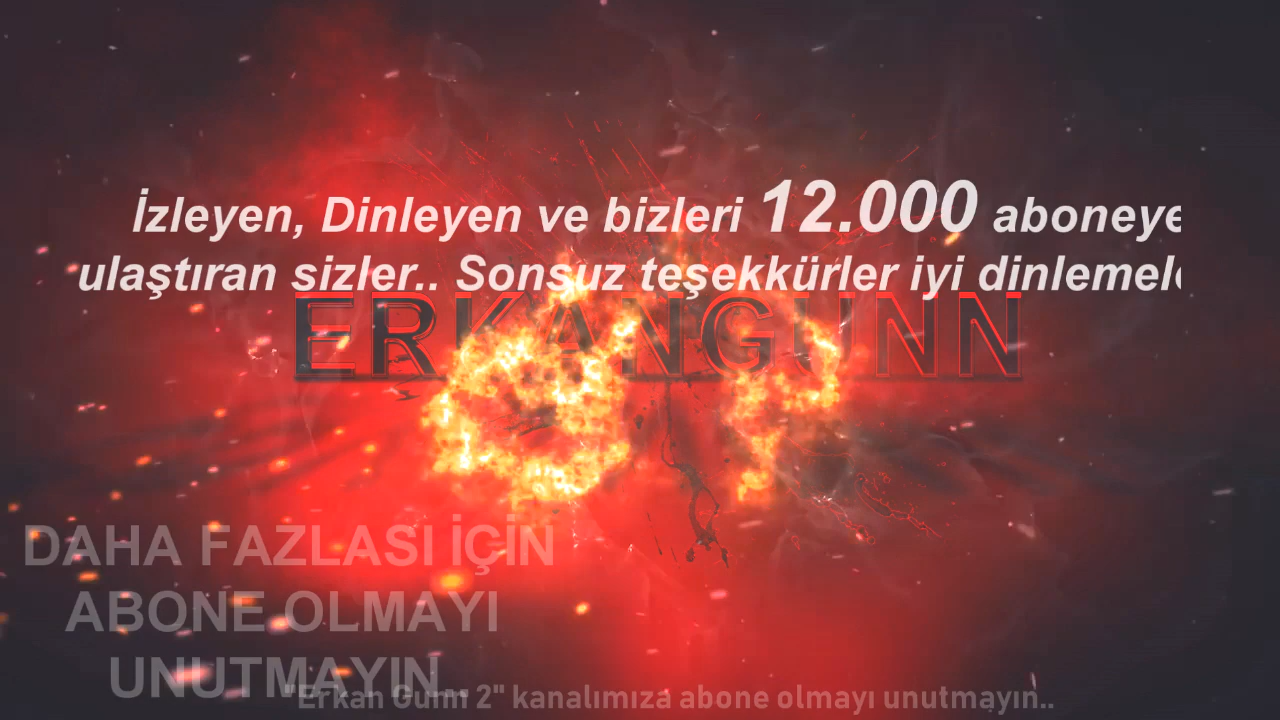 İzleyen, Dinleyen ve bizleri 12.000 aboneye
ulaştıran sizler.. Sonsuz teşekkürler iyi
ERKANGUNN
DAHA FAZLASI İÇİN
ABONE OLMAYI
UNUTMAYIN
"Erkan Gunn 2" kanalımıza abone olmayı unutmayın..